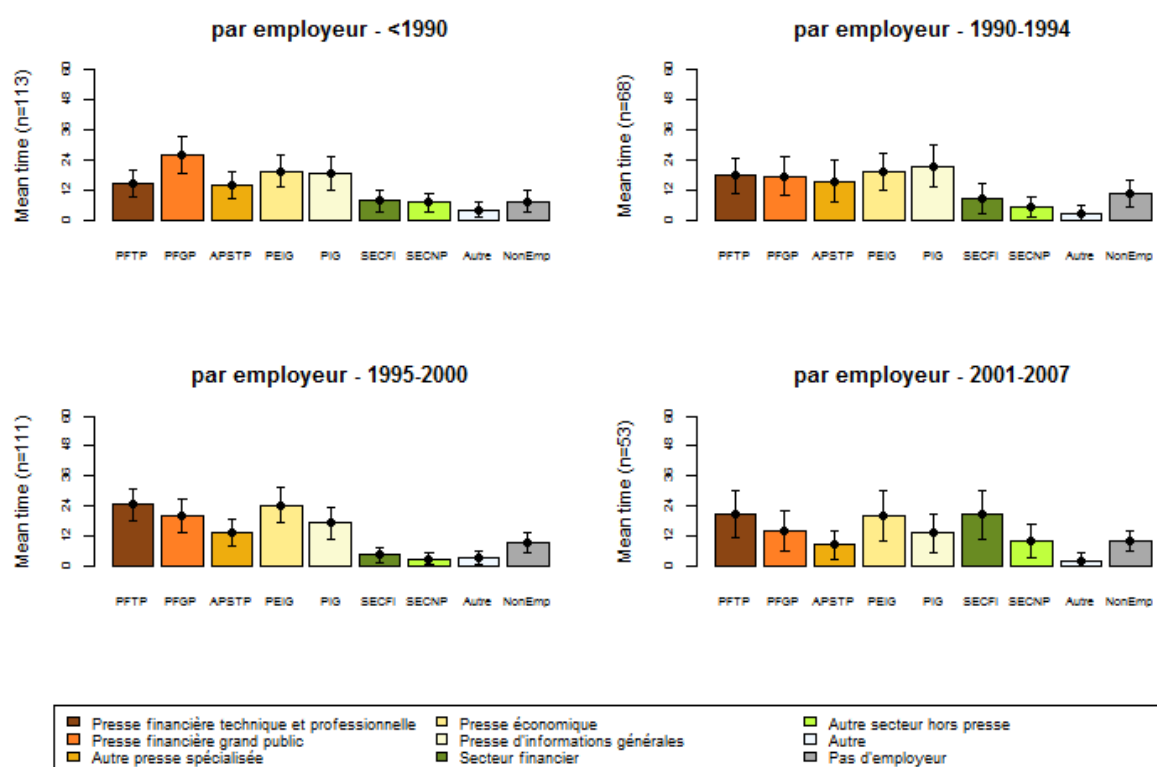 par employeur - <1990
Mean time (n=113)
60
48
36
24
12
0
PFTP PFGP APSTP PEIG PIG SECFI SECNP Autre NonEmp
par employeur - 1990-1994
Mean time (n=68)
60
48
36
24
12
0
PFTP PFGP APSTP PEIG PIG SECFI SECNP Autre NonEmp
par employeur - 1995-2000
Mean time (n=111)
60
48
36
24
12
0
PFTP PFGP APSTP PEIG PIG SECFI SECNP Autre NonEmp
par employeur - 2001-2007
Mean time (n=53)
60
48
36
24
12
0
PFTP PFGP APSTP PEIG PIG SECFI SECNP Autre NonEmp
Presse financière technique et professionnelle
Presse financière grand public
Autre presse spécialisée
Presse économique
Presse d'informations générales
Secteur financier
Autre secteur hors presse
Autre
Pas d'employeur